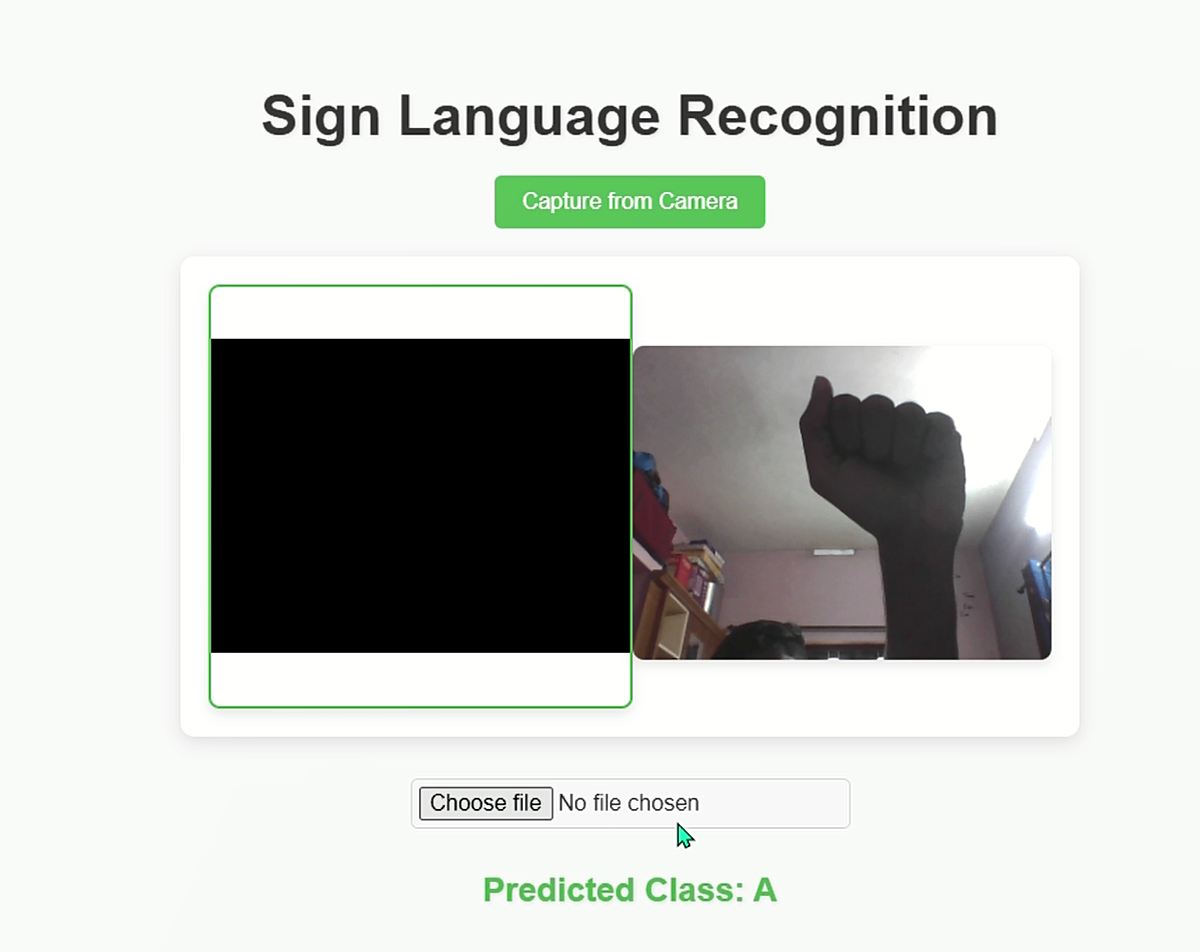 Sign Language Recognition
Capture from Camera
Choose file No file chosen
Predicted Class: A